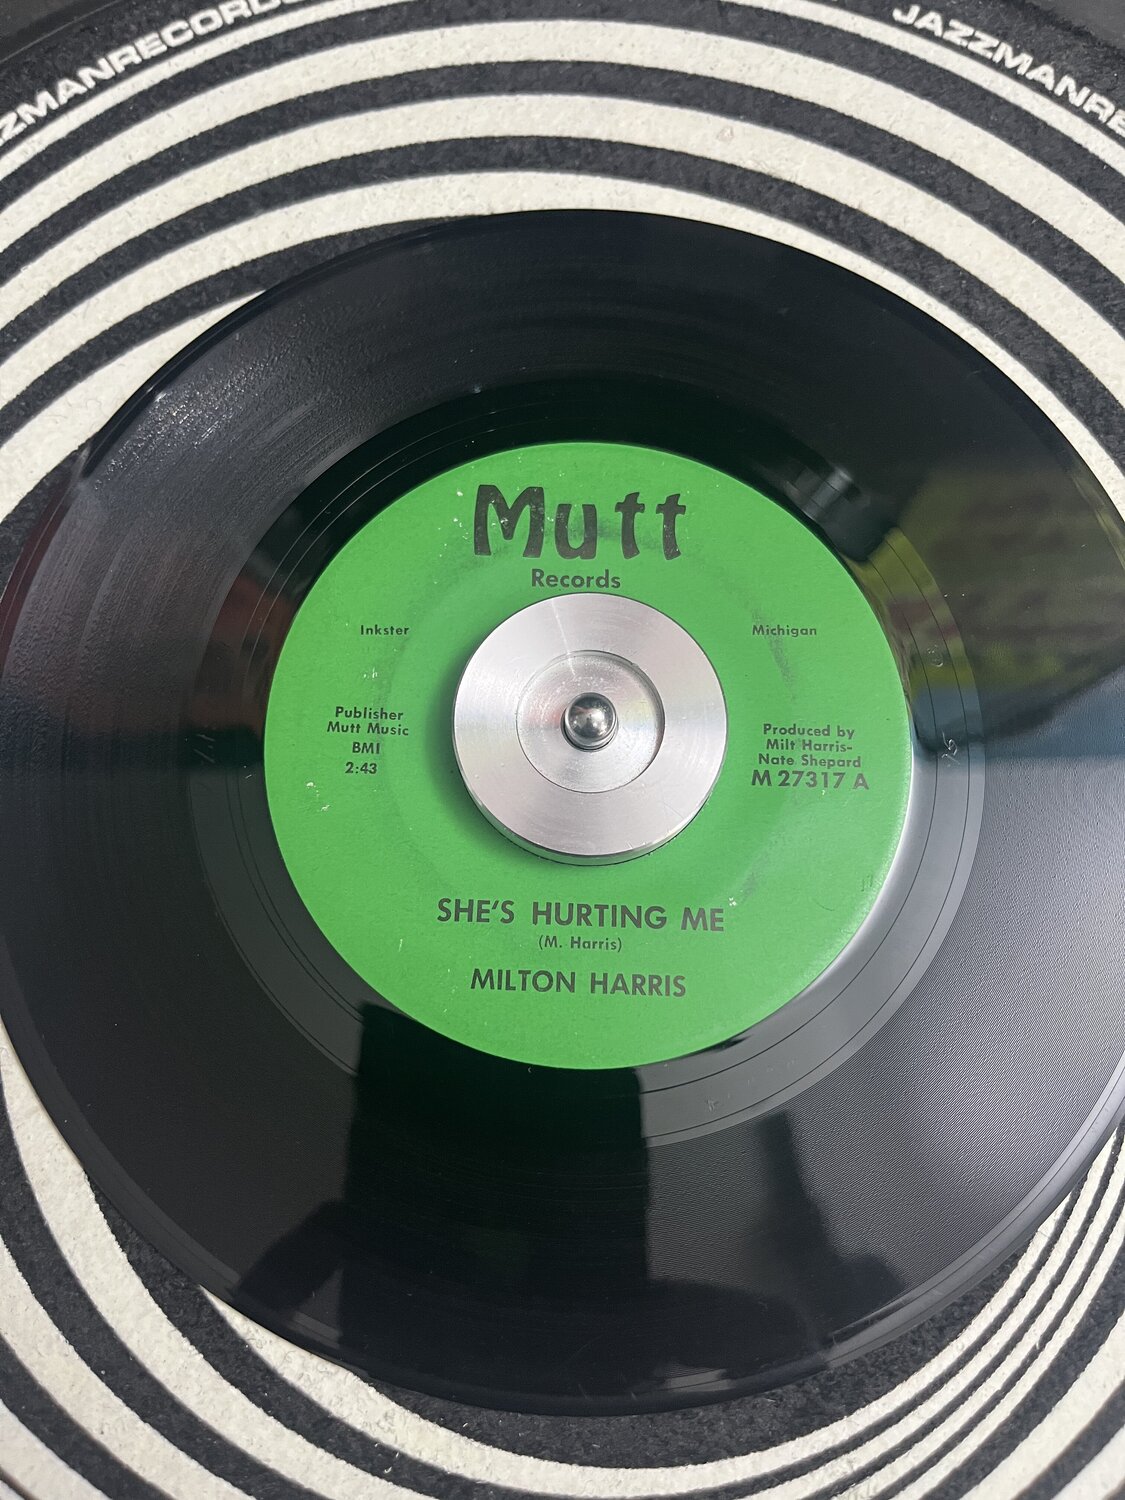 ZMANRECORDS
JAZZMANRE
Mutt
Records
Inkster
Michigan
Publisher
Mutt Music
BMI
2:43
Produced by
Milt Harris-
Nate Shepard
M 27317 A
SHE'S HURTING ME
(M. Harris)
MILTON HARRIS